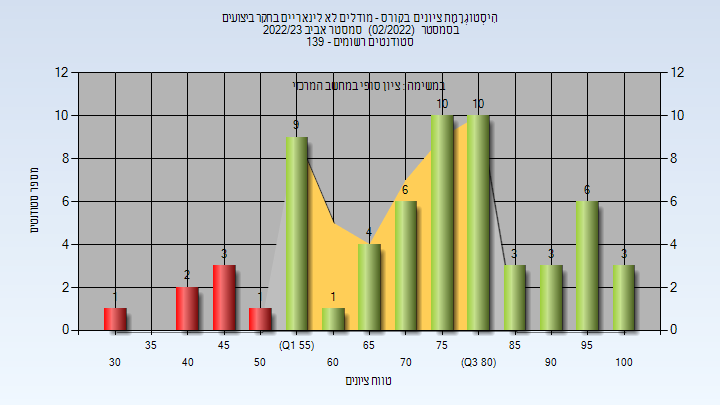 היסטוגרמת ציונים בקורס - מודלים לא לינאריים בחקר ביצועים
בסמסטר (02/2022) סמסטר אביב 2022/23
סטודנטים רשומים - 139
במשימה : ציון סופי במחשב המרכזי
12 12
10 10
8 8
6 6
4 4
2 2
0 0
מספר סטודנטים
1 2 3 1 9 1 4 6 10 10 3 3 6 3
35 45 (Q1 55) 65 75 85 95
30 40 50 60 70 (Q3 80) 90 100
טווח ציונים